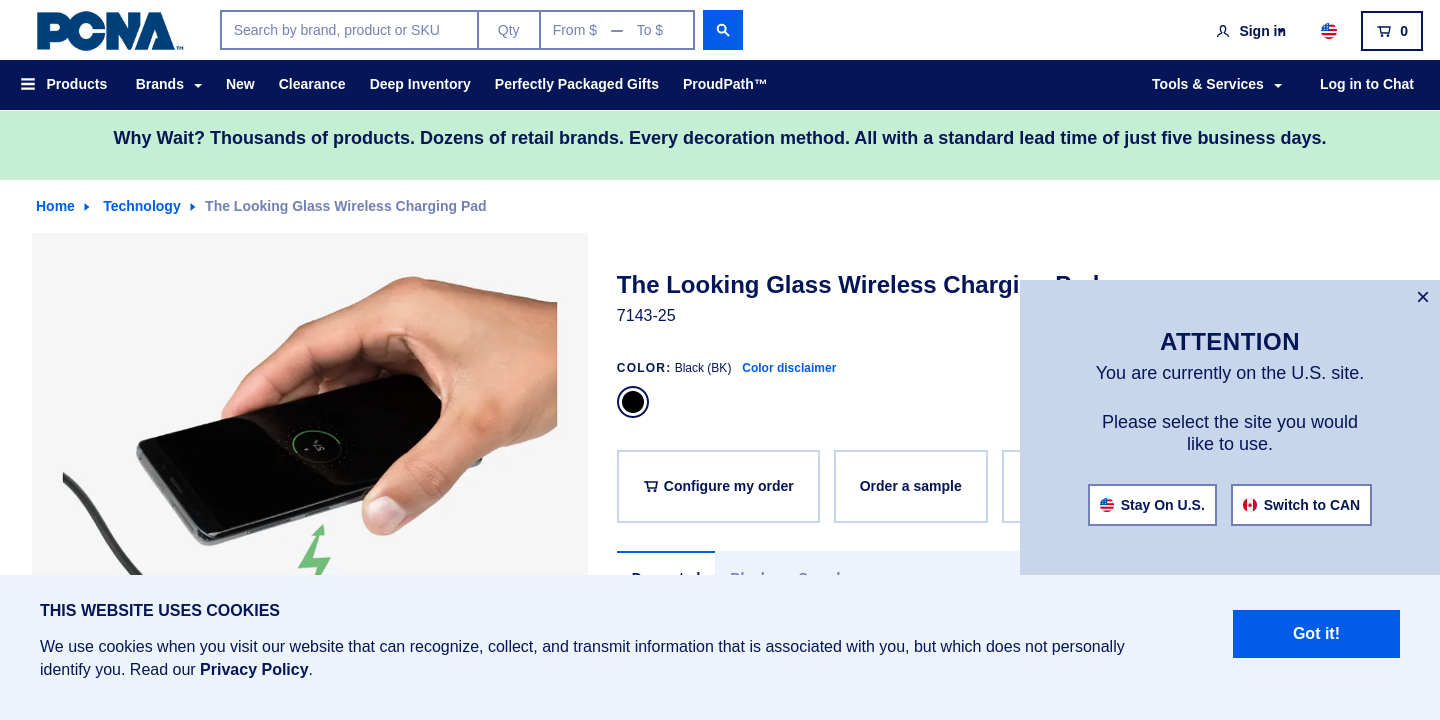 PCNA™
Search by brand, product or SKU
Qty
From $ — To $
Sign in
0
Products
Brands
New
Clearance
Deep Inventory
Perfectly Packaged Gifts
ProudPath™
Tools & Services
Log in to Chat
Why Wait? Thousands of products. Dozens of retail brands. Every decoration method. All with a standard lead time of just five business days.
Home
Technology
The Looking Glass Wireless Charging Pad
The Looking Glass Wireless Charging Pad
7143-25
COLOR: Black (BK) Color disclaimer
Configure my order
Order a sample
×
ATTENTION
You are currently on the U.S. site.
Please select the site you would
like to use.
Stay On U.S.
Switch to CAN
THIS WEBSITE USES COOKIES
We use cookies when you visit our website that can recognize, collect, and transmit information that is associated with you, but which does not personally
identify you. Read our Privacy Policy.
Got it!